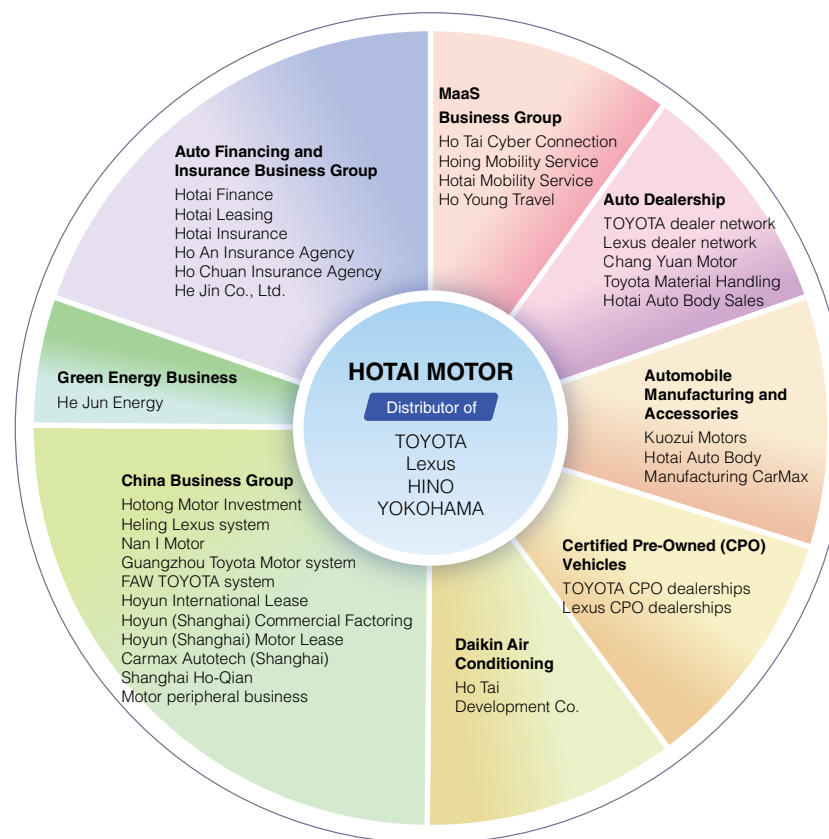 MaaS
Business Group
Ho Tai Cyber Connection
Hoing Mobility Service
Hotai Mobility Service
Ho Young Travel
Auto Dealership
TOYOTA dealer network
Lexus dealer network
Chang Yuan Motor
Toyota Material Handling
Hotai Auto Body Sales
Automobile
Manufacturing and
Accessories
Kuozui Motors
Hotai Auto Body
Manufacturing CarMax
Certified Pre-Owned (CPO)
Vehicles
TOYOTA CPO dealerships
Lexus CPO dealerships
Daikin Air
Conditioning
Ho Tai
Development Co.
China Business Group
Hotong Motor Investment
Heling Lexus system
Nan I Motor
Guangzhou Toyota Motor system
FAW TOYOTA system
Hoyun International Lease
Hoyun (Shanghai) Commercial Factoring
Hoyun (Shanghai) Motor Lease
Carmax Autotech (Shanghai)
Shanghai Ho-Qian
Motor peripheral business
Green Energy Business
He Jun Energy
Auto Financing and
Insurance Business Group
Hotai Finance
Hotai Leasing
Hotai Insurance
Ho An Insurance Agency
Ho Chuan Insurance Agency
He Jin Co., Ltd.
HOTAI MOTOR
Distributor of
TOYOTA
Lexus
HINO
YOKOHAMA